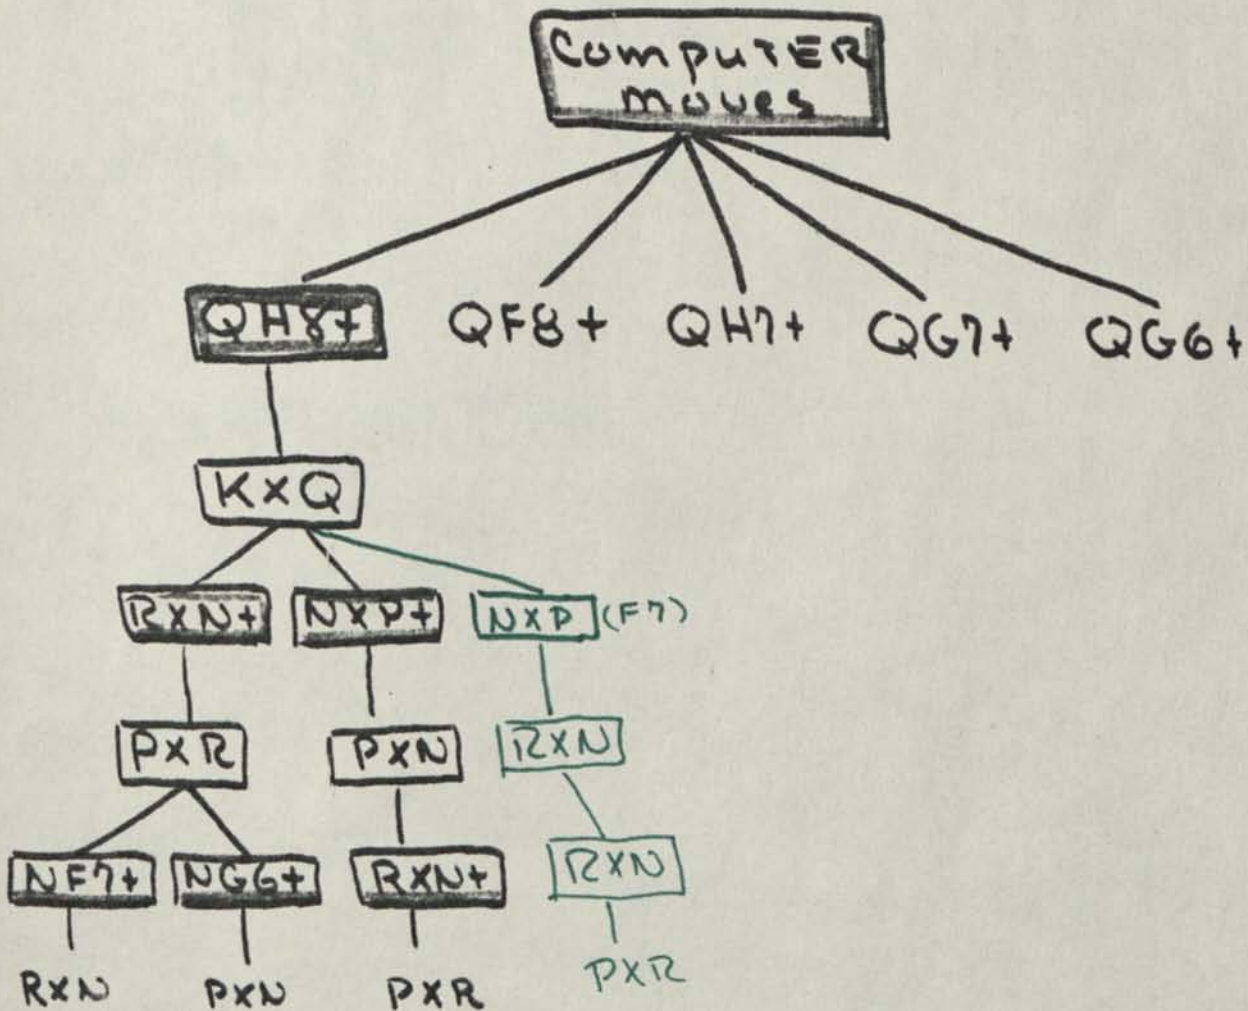 COMPUTER
MOVES
QH8+ QF8+ QH7+ QG7+ QG6+
KXQ
RXN+ NXP+ NXP (F7)
PXR PXN RXN
NF7+ NGG+ RXN+ RXN
RXN PXN PXR PXR